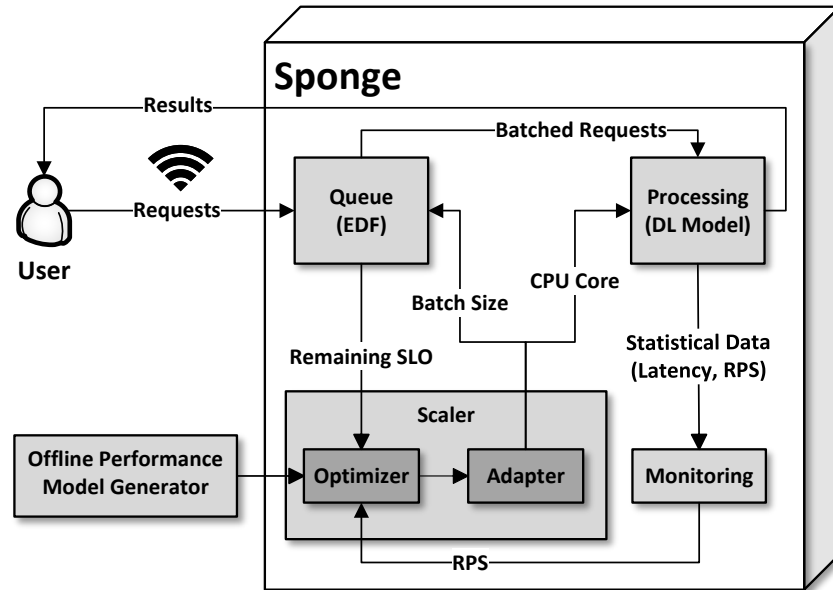 Sponge
Results
Batched Requests
Queue
(EDF)
Processing
(DL Model)
Requests
User
CPU Core
Batch Size
Statistical Data
(Latency, RPS)
Remaining SLO
Scaler
Offline Performance
Model Generator
Optimizer
Adapter
Monitoring
RPS